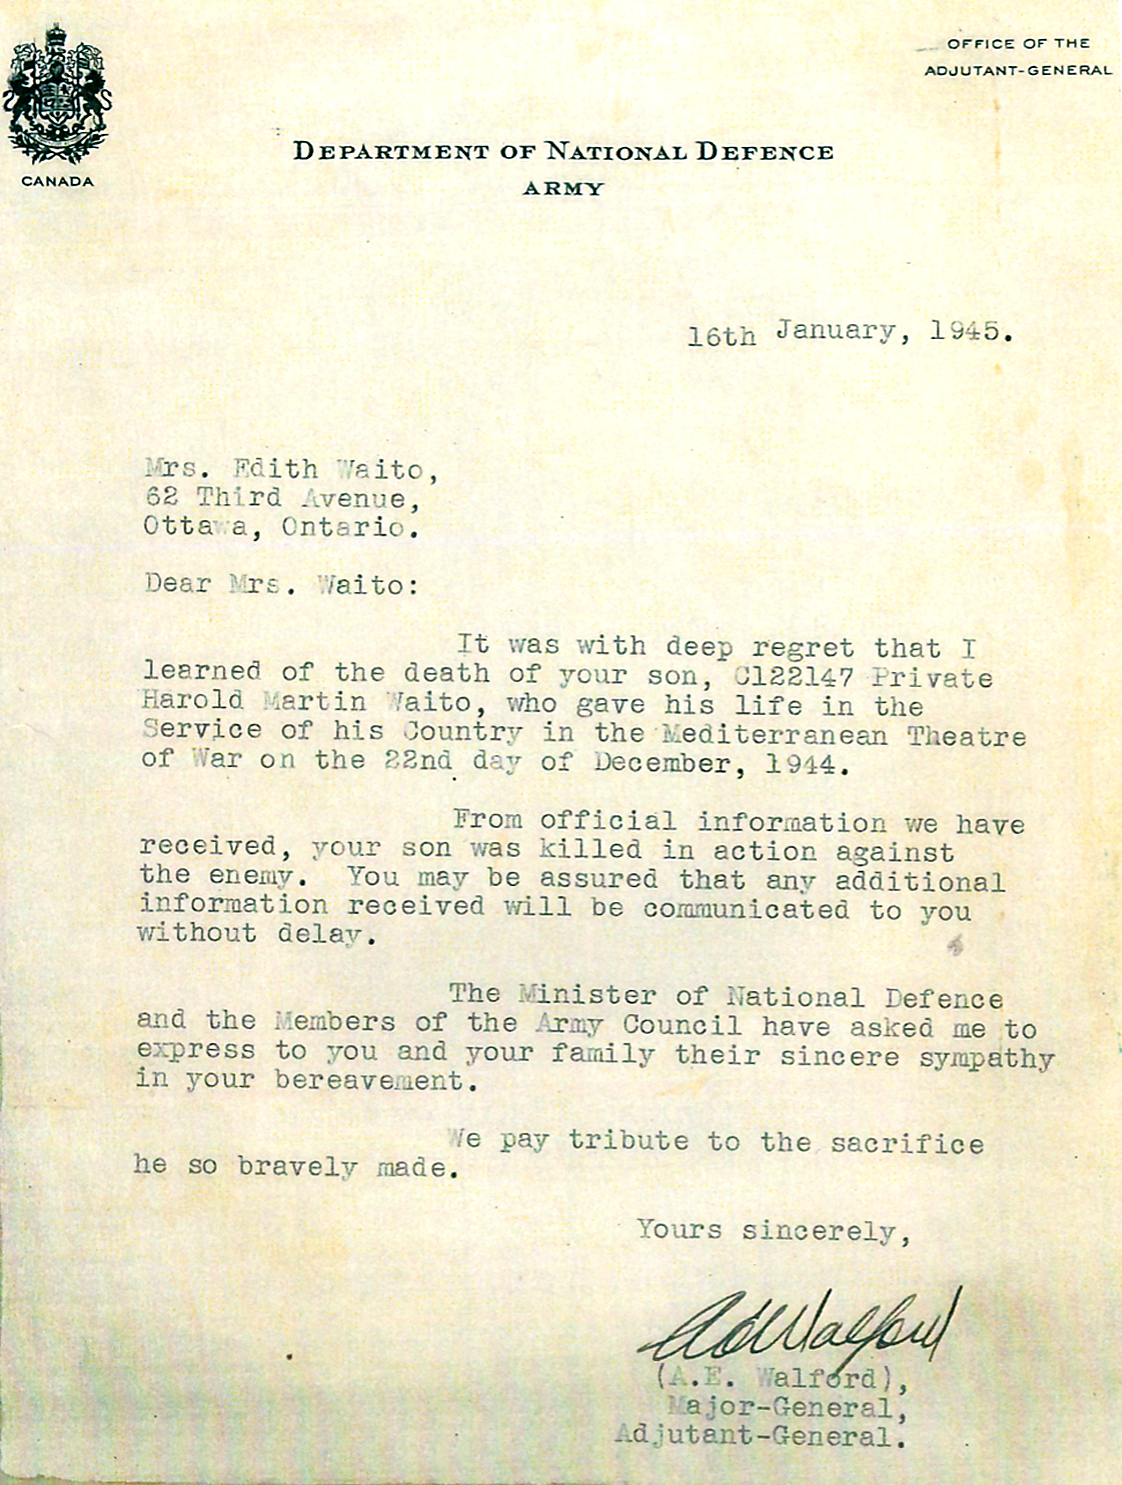 OFFICE OF THE
ADJUTANT-GENERAL
CANADA
DEPARTMENT OF NATIONAL DEFENCE
ARMY
16th January, 1945.
Mrs. Edith Waito,
62 Third Avenue,
Ottawa, Ontario.
Dear Mrs. Waito:
It was with deep regret that I
learned of the death of your son, C122147 Private
Harold Martin Waito, who gave his life in the
Service of his Country in the Mediterranean Theatre
of War on the 22nd day of December, 1944.
From official information we have
received, your son was killed in action against
the enemy. You may be assured that any additional
information received will be communicated to you
without delay.
The Minister of National Defence
and the Members of the Army Council have asked me to
express to you and your family their sincere sympathy
in your bereavement.
We pay tribute to the sacrifice
he so bravely made.
Yours sincerely,
AEWalford
(A.E. Walford),
Major-General,
Adjutant-General.